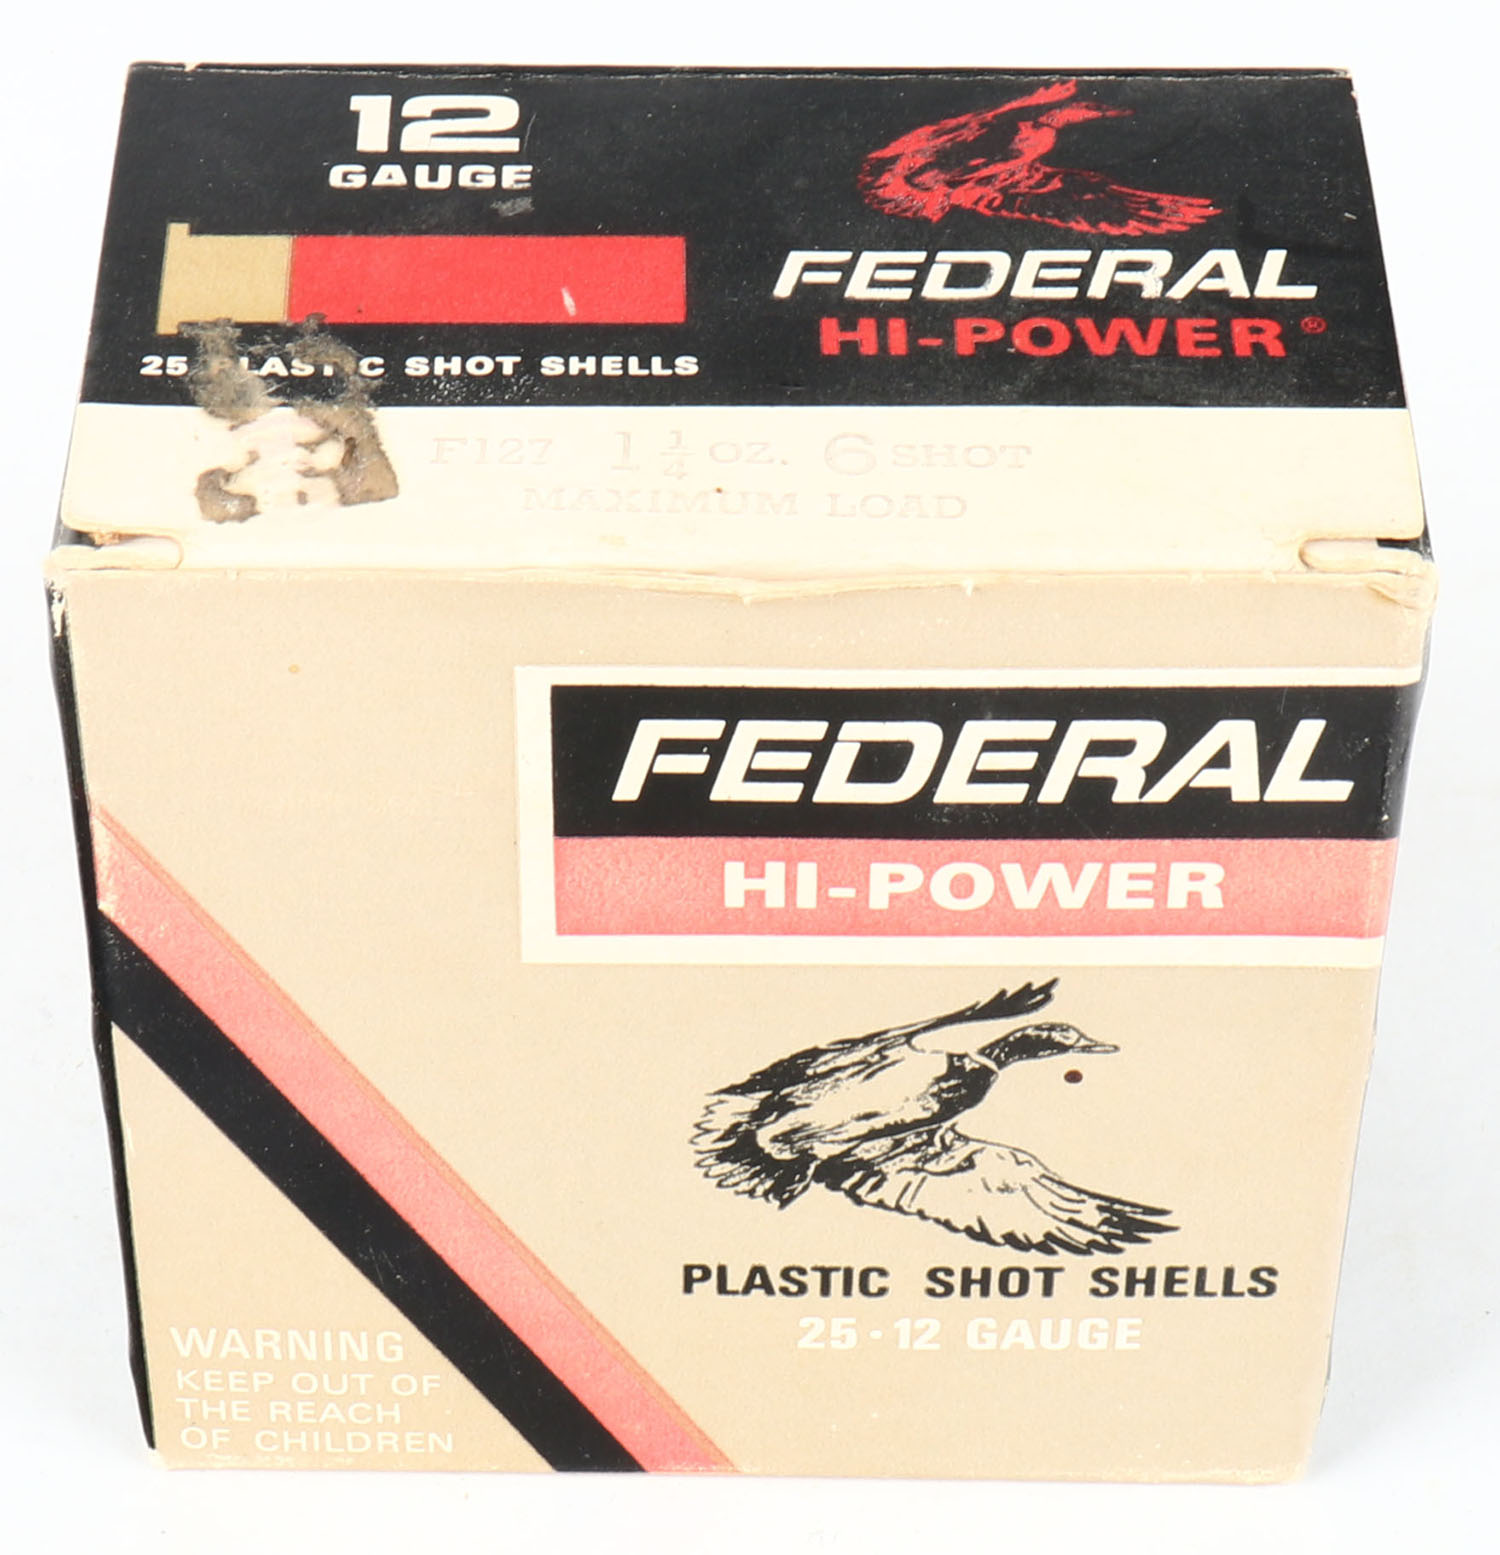 12
GAUGE
25 PLASTIC SHOT SHELLS
FEDERAL
HI-POWER®
F127 1 1/4 OZ. 6 SHOT
MAXIMUM LOAD
FEDERAL
HI-POWER
PLASTIC SHOT SHELLS
25 · 12 GAUGE
WARNING
KEEP OUT OF
THE REACH
OF CHILDREN